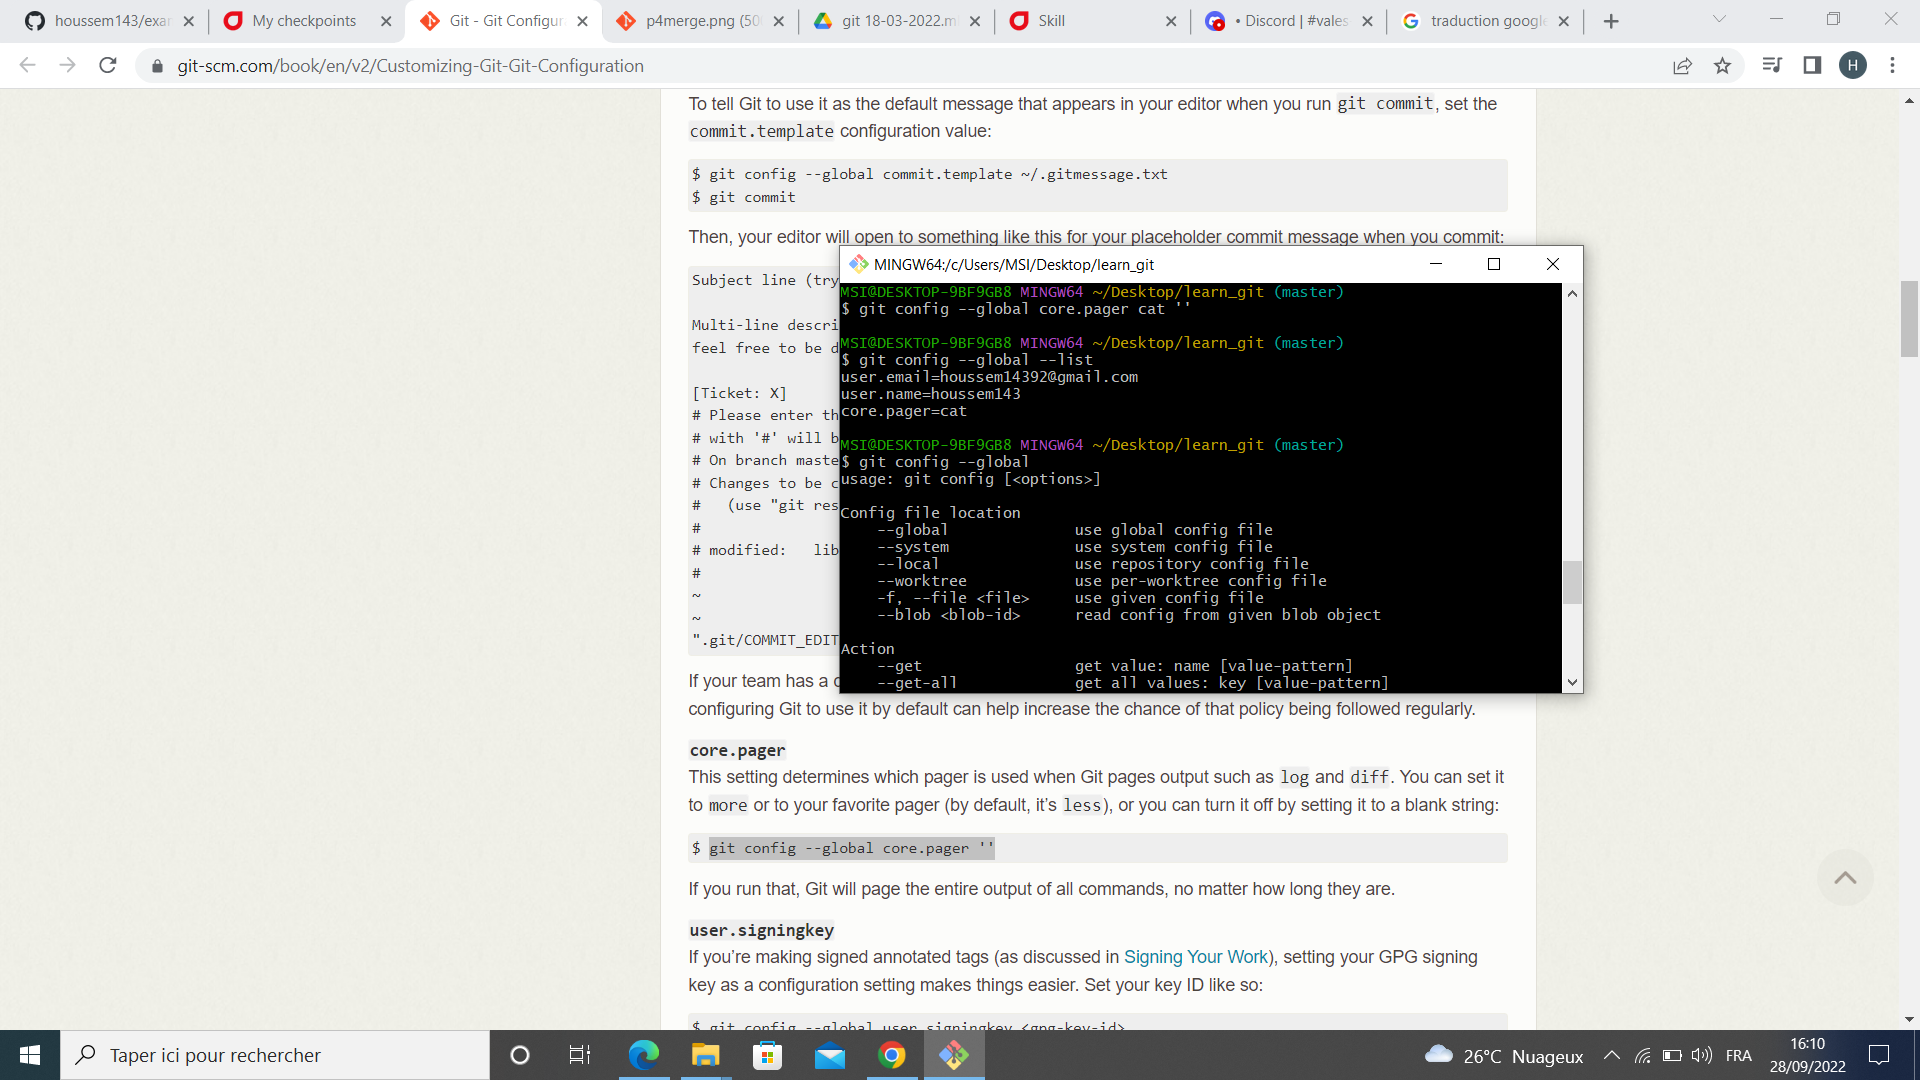 houssem143/exa
My checkpoints
Git - Git Configur
p4merge.png (50
git 18-03-2022.m
Skill
• Discord | #vales
traduction google
git-scm.com/book/en/v2/Customizing-Git-Git-Configuration
H
To tell Git to use it as the default message that appears in your editor when you run git commit, set the
commit.template configuration value:
$ git config --global commit.template ~/.gitmessage.txt
$ git commit
Then, your editor will open to something like this for your placeholder commit message when you commit:
Subject line (try
Multi-line descri
feel free to be d
[Ticket: X]
# Please enter th
# with '#' will b
# On branch maste
# Changes to be c
#   (use "git res
#
# modified:   lib
#
~
~
".git/COMMIT_EDIT
MINGW64:/c/Users/MSI/Desktop/learn_git
MSI@DESKTOP-9BF9GB8 MINGW64 ~/Desktop/learn_git (master)
$ git config --global core.pager cat ''
MSI@DESKTOP-9BF9GB8 MINGW64 ~/Desktop/learn_git (master)
$ git config --global --list
user.email=houssem14392@gmail.com
user.name=houssem143
core.pager=cat
MSI@DESKTOP-9BF9GB8 MINGW64 ~/Desktop/learn_git (master)
$ git config --global
usage: git config [<options>]
Config file location
--global              use global config file
--system              use system config file
--local               use repository config file
--worktree            use per-worktree config file
-f, --file <file>     use given config file
--blob <blob-id>      read config from given blob object
Action
--get                 get value: name [value-pattern]
--get-all             get all values: key [value-pattern]
If your team has a c
configuring Git to use it by default can help increase the chance of that policy being followed regularly.
core.pager
This setting determines which pager is used when Git pages output such as log and diff. You can set it
to more or to your favorite pager (by default, it’s less), or you can turn it off by setting it to a blank string:
$ git config --global core.pager ''
If you run that, Git will page the entire output of all commands, no matter how long they are.
user.signingkey
If you’re making signed annotated tags (as discussed in Signing Your Work), setting your GPG signing
key as a configuration setting makes things easier. Set your key ID like so:
$ git config --global user.signingkey <gpg-key-id>
Taper ici pour rechercher
26°C Nuageux
FRA
16:10
28/09/2022